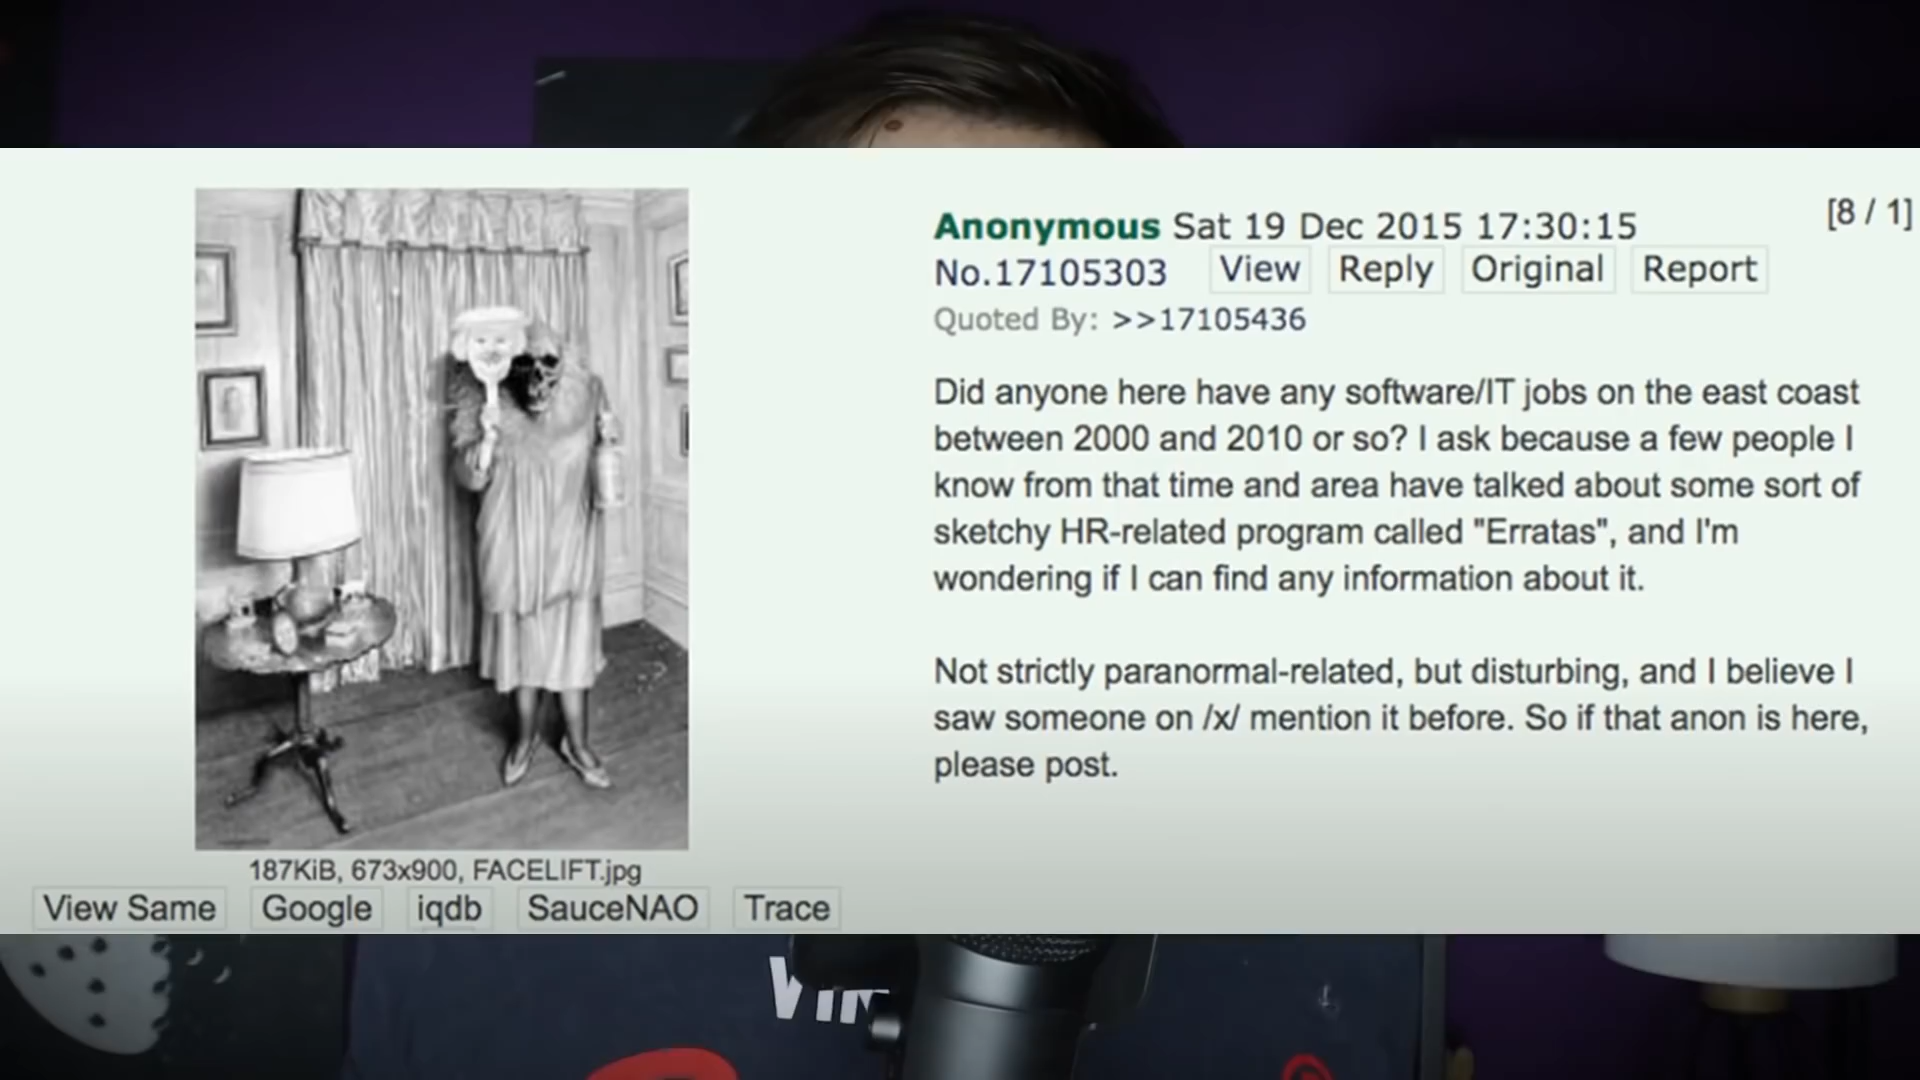 [8 / 1]
Anonymous Sat 19 Dec 2015 17:30:15
No.17105303 View Reply Original Report
Quoted By: >>17105436
Did anyone here have any software/IT jobs on the east coast
between 2000 and 2010 or so? I ask because a few people I
know from that time and area have talked about some sort of
sketchy HR-related program called "Erratas", and I'm
wondering if I can find any information about it.
Not strictly paranormal-related, but disturbing, and I believe I
saw someone on /x/ mention it before. So if that anon is here,
please post.
187KiB, 673x900, FACELIFT.jpg
View Same Google iqdb SauceNAO Trace